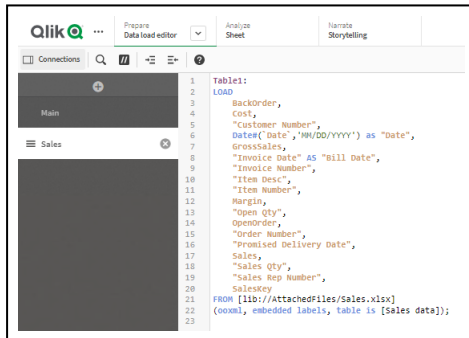 Qlik ... Prepare Analyze Narrate
Data load editor Sheet Storytelling
Connections
Main
Sales
1 Table1:
2 LOAD
3 BackOrder,
4 Cost,
5 "Customer Number",
6 Date#(`Date`,'MM/DD/YYYY') as "Date",
7 GrossSales,
8 "Invoice Date" AS "Bill Date",
9 "Invoice Number",
10 "Item Desc",
11 "Item Number",
12 Margin,
13 "Open Qty",
14 OpenOrder,
15 "Order Number",
16 "Promised Delivery Date",
17 Sales,
18 "Sales Qty",
19 "Sales Rep Number",
20 SalesKey
21 FROM [lib://AttachedFiles/Sales.xlsx]
22 (ooxml, embedded labels, table is [Sales data]);
23